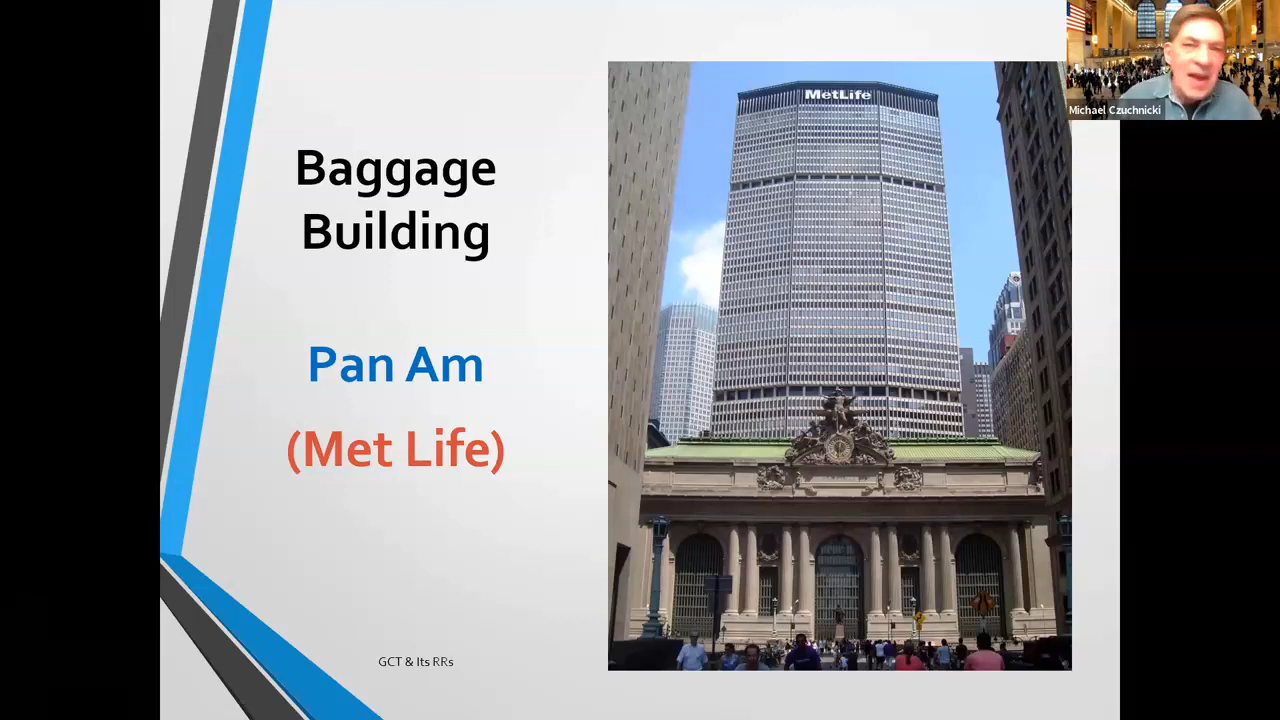 Baggage
Building
Pan Am
(Met Life)
GCT & Its RRs
MetLife
Michael Czuchnicki